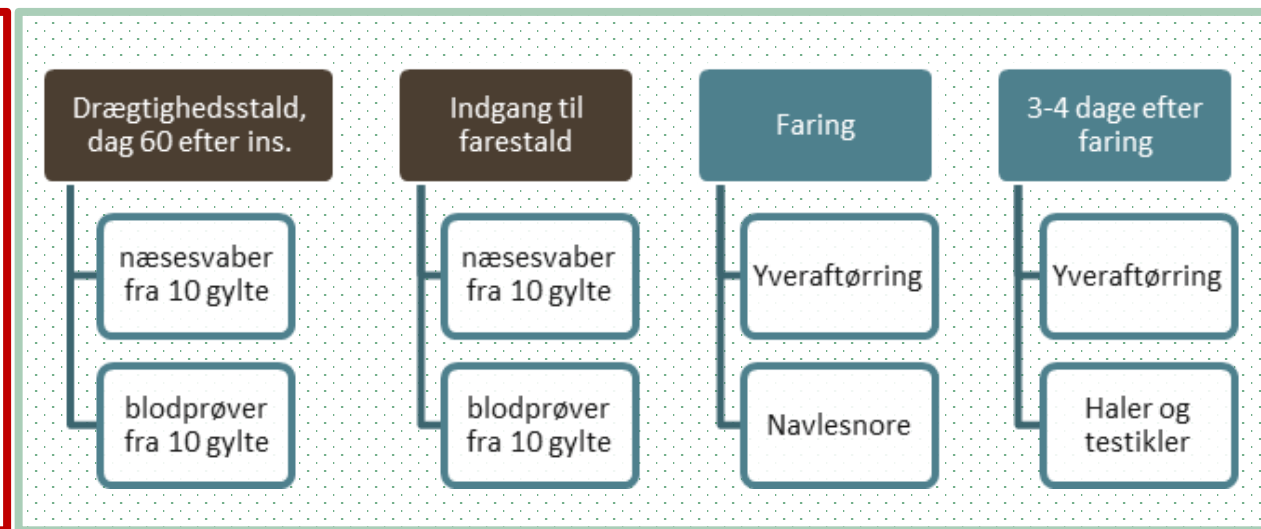 Drægtighedsstald,
dag 60 efter ins.
næsesvaber
fra 10 gylte
blodprøver
fra 10 gylte
Indgang til
farestald
næsesvaber
fra 10 gylte
blodprøver
fra 10 gylte
Faring
Yveraftørring
Navlesnore
3-4 dage efter
faring
Yveraftørring
Haler og
testikler